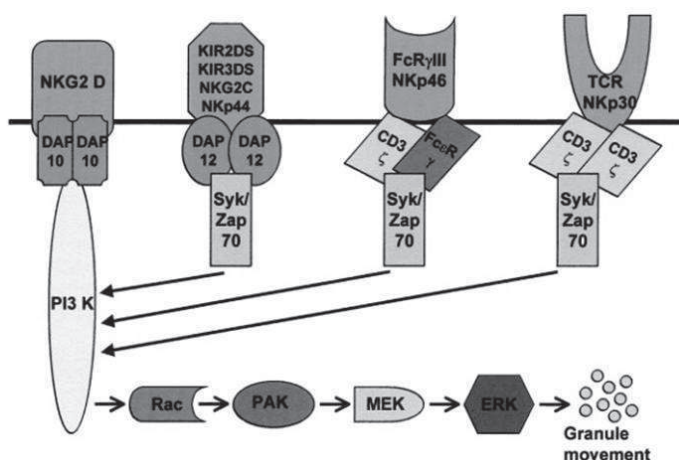 NKG2 D
DAP
10
DAP
10
KIR2DS
KIR3DS
NKG2C
NKp44
DAP
12
DAP
12
Syk/
Zap
70
FcRγIII
NKp46
CD3
ζ
FcεR
γ
Syk/
Zap
70
TCR
NKp30
CD3
ζ
CD3
ζ
Syk/
Zap
70
PI3 K
Rac
PAK
MEK
ERK
Granule
movement